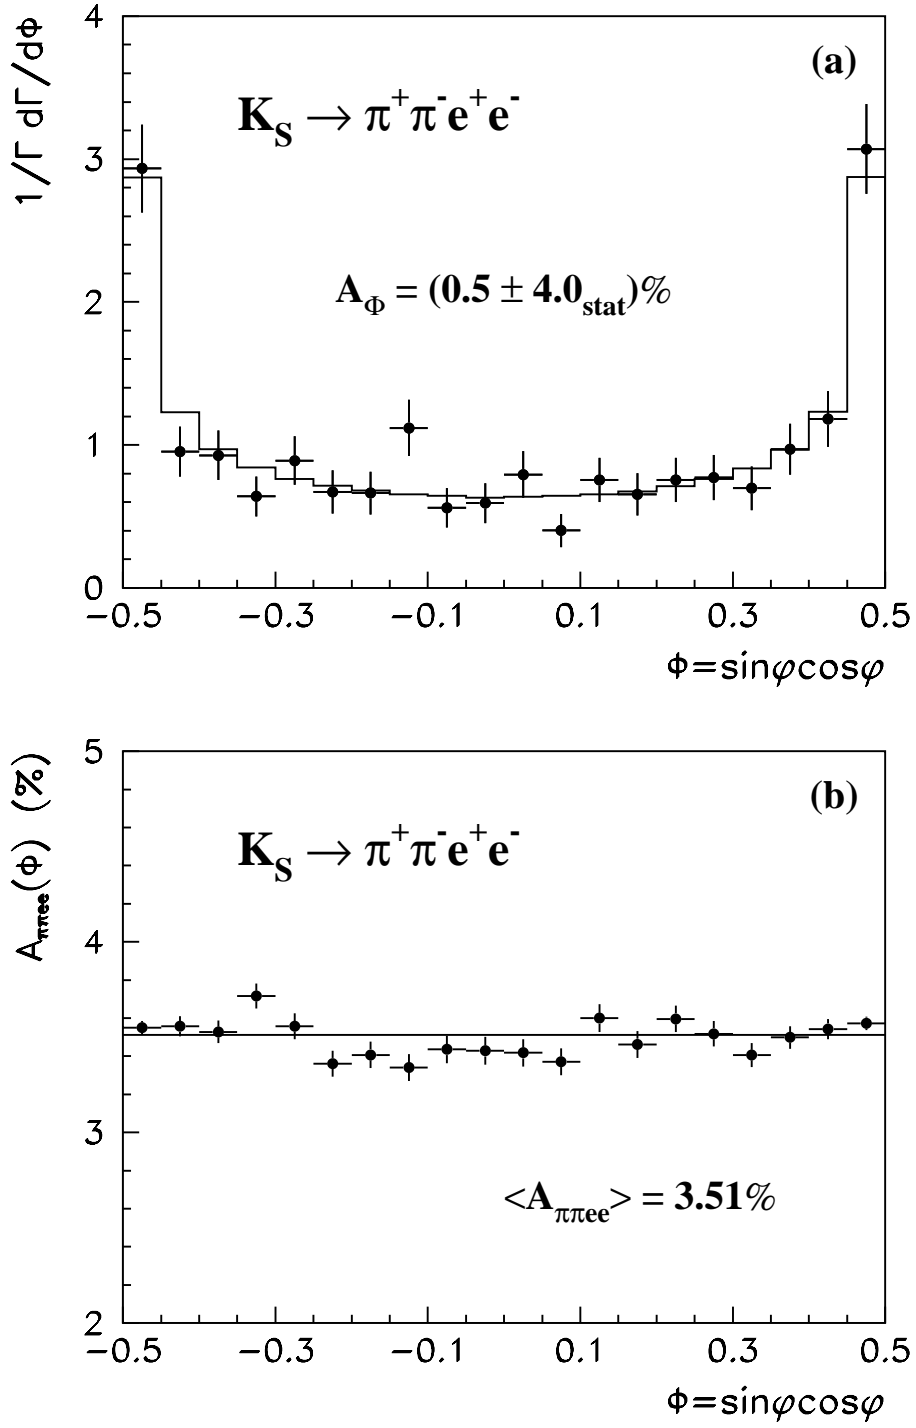 1/Γ dΓ/dΦ
4
3
2
1
0
(a)
K_S → π⁺π⁻e⁺e⁻
A_Φ = (0.5 ± 4.0_stat)%
−0.5 −0.3 −0.1 0.1 0.3 0.5
Φ=sinφcosφ
A_ππee(Φ) (%)
5
4
3
2
(b)
K_S → π⁺π⁻e⁺e⁻
<A_ππee> = 3.51%
−0.5 −0.3 −0.1 0.1 0.3 0.5
Φ=sinφcosφ